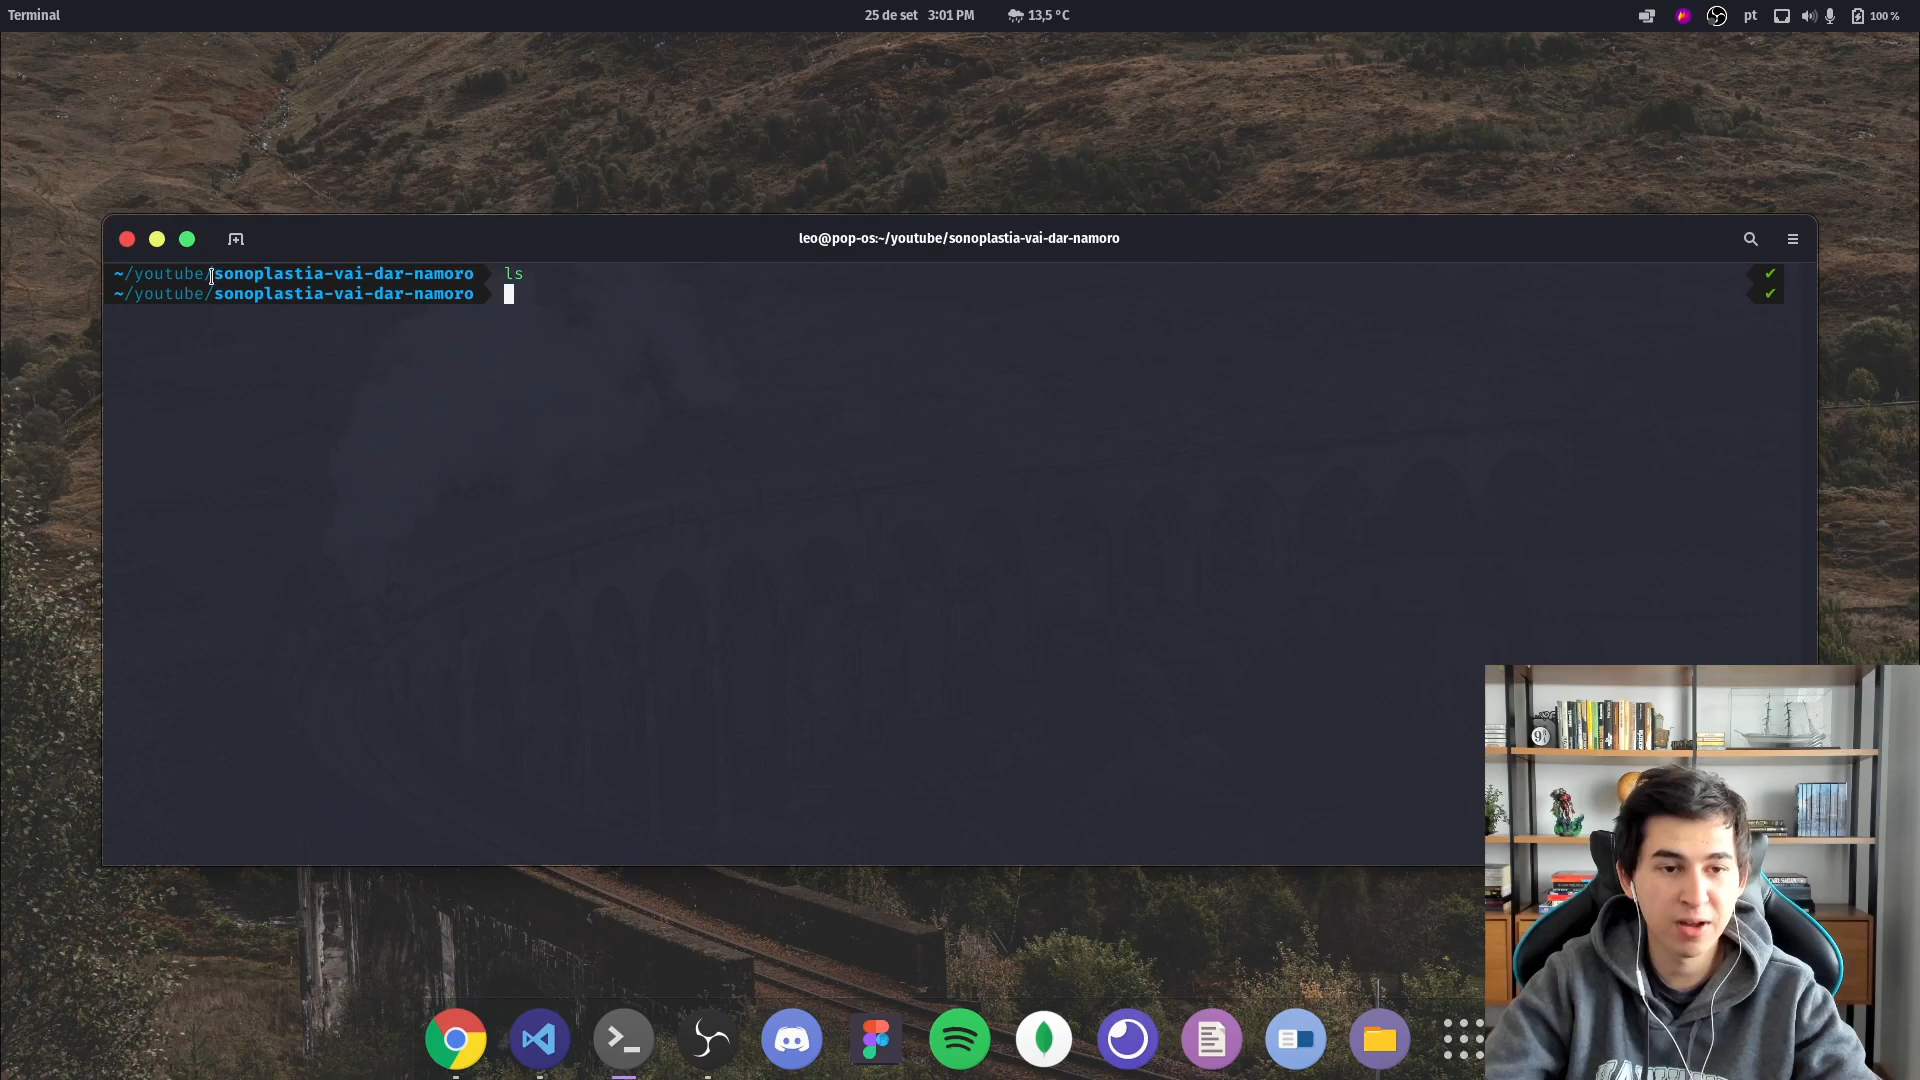 Terminal
25 de set 3:01 PM 13,5 °C
pt 100 %
leo@pop-os:~/youtube/sonoplastia-vai-dar-namoro
~/youtube/sonoplastia-vai-dar-namoro ls ✔
~/youtube/sonoplastia-vai-dar-namoro ✔